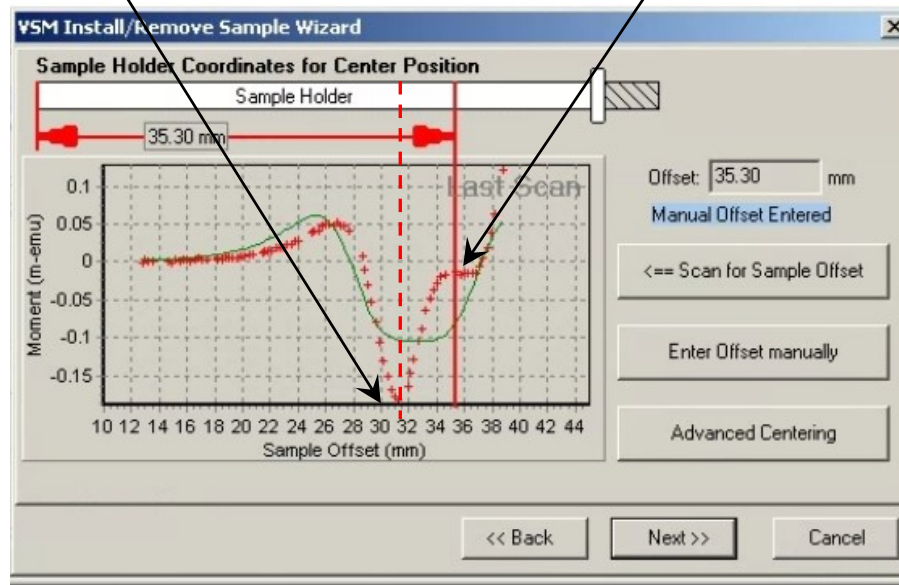 VSM Install/Remove Sample Wizard
Sample Holder Coordinates for Center Position
Sample Holder
35.30 mm
Last Scan
0.1
0.05
0
-0.05
-0.1
-0.15
Moment (m-emu)
10 12 14 16 18 20 22 24 26 28 30 32 34 36 38 40 42 44
Sample Offset (mm)
Offset: 35.30 mm
Manual Offset Entered
<== Scan for Sample Offset
Enter Offset manually
Advanced Centering
<< Back Next >> Cancel